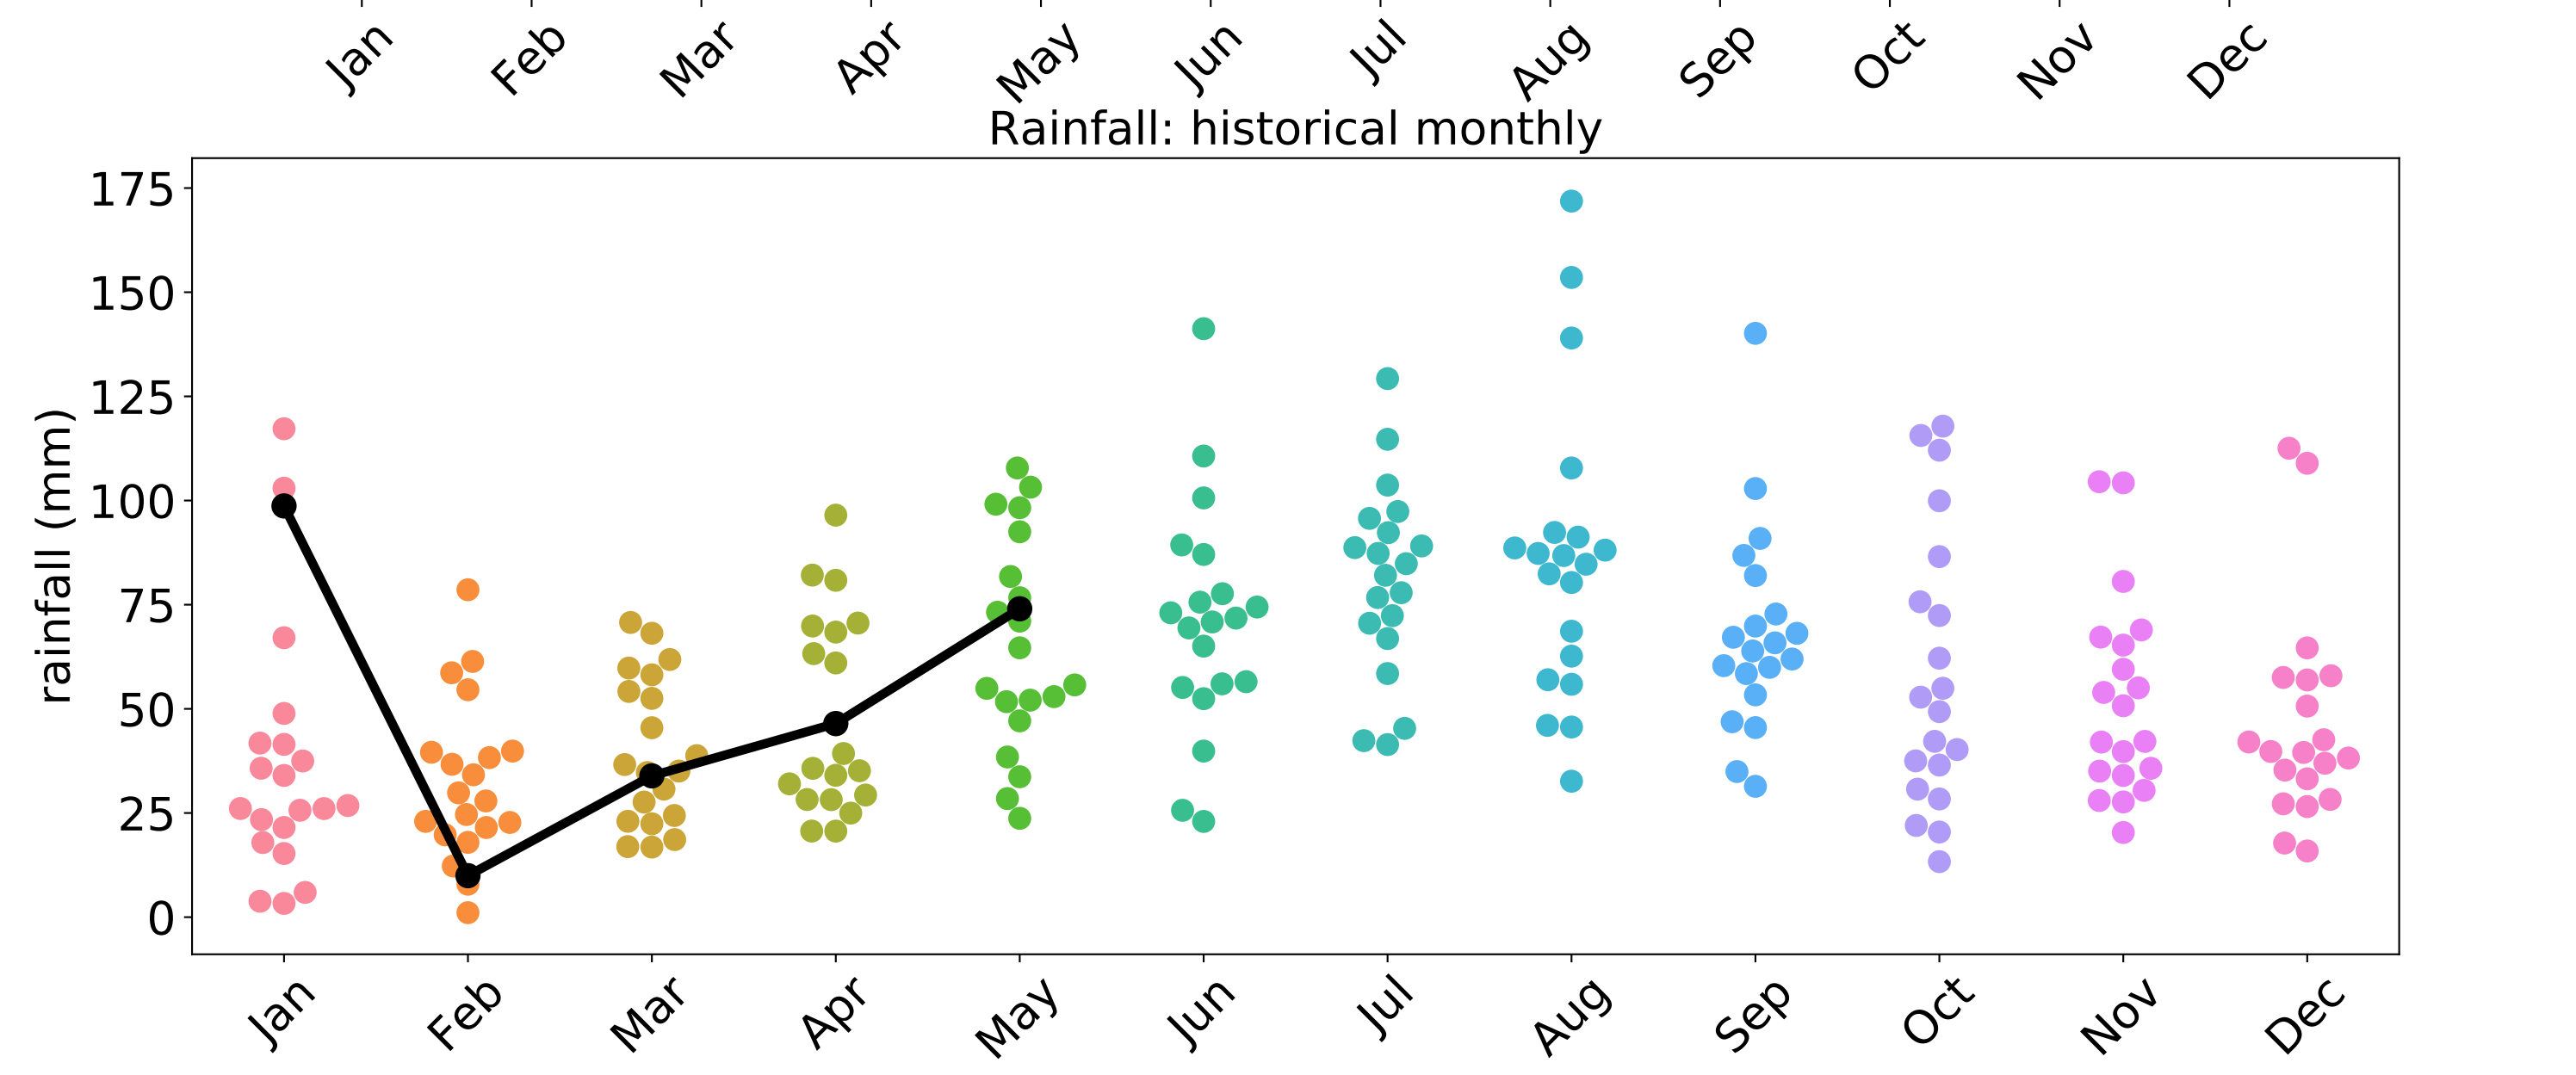 Jan Feb Mar Apr May Jun Jul Aug Sep Oct Nov Dec
Rainfall: historical monthly
rainfall (mm)
175
150
125
100
75
50
25
0
Jan Feb Mar Apr May Jun Jul Aug Sep Oct Nov Dec